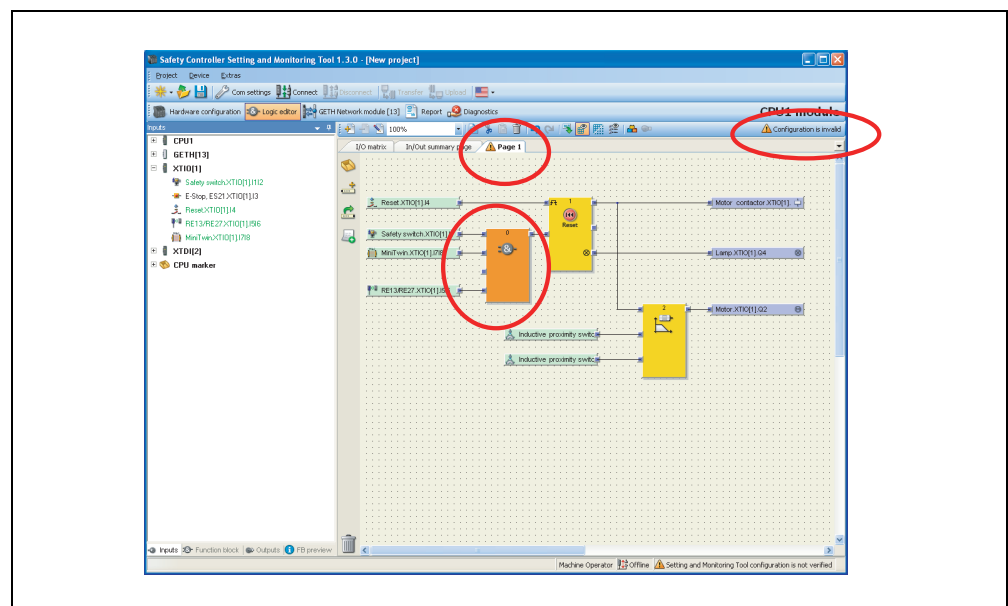 Safety Controller Setting and Monitoring Tool 1.3.0 - [New project]
Project Device Extras
Com settings Connect Disconnect Transfer Upload
Hardware configuration Logic editor GETH Network module [13] Report Diagnostics CPU1 module
Inputs 100% Configuration is invalid
I/O matrix In/Out summary page Page 1
CPU1
GETH[13]
XTIO[1]
Safety switch.XTIO[1].I1I2
E-Stop, ES21.XTIO[1].I3
Reset.XTIO[1].I4
RE13/RE27.XTIO[1].I5I6
MiniTwin.XTIO[1].I7I8
XTDI[2]
CPU marker
Reset.XTIO[1].I4
1
Reset
Motor contactor.XTIO[1].
Safety switch.XTIO[1].
0
MiniTwin.XTIO[1].I7I8
Lamp.XTIO[1].Q4
RE13/RE27.XTIO[1].I5I6
2
Motor.XTIO[1].Q2
Inductive proximity switc
Inductive proximity switc
Inputs Function block Outputs FB preview
Machine Operator Offline Setting and Monitoring Tool configuration is not verified